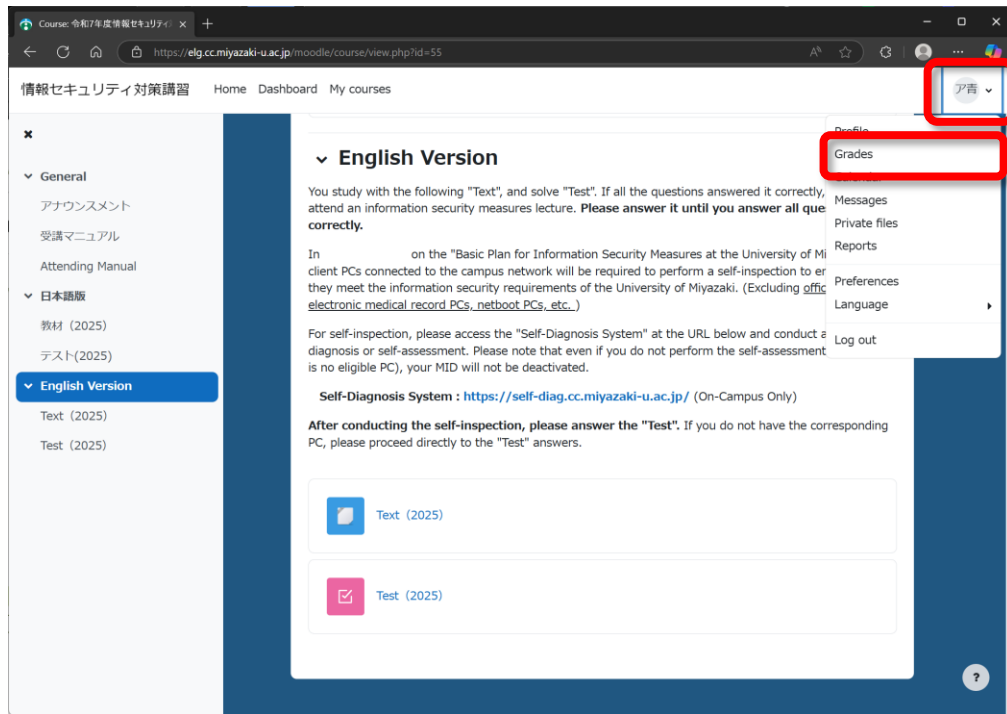 Course: 令和7年度情報セキュリティ
https://elg.cc.miyazaki-u.ac.jp/moodle/course/view.php?id=55
情報セキュリティ対策講習 Home Dashboard My courses
ア青
Profile
Grades
Calendar
Messages
Private files
Reports
Preferences
Language
Log out
General
アナウンスメント
受講マニュアル
Attending Manual
日本語版
教材（2025）
テスト(2025)
English Version
Text（2025）
Test（2025）
English Version
You study with the following "Text", and solve "Test". If all the questions answered it correctly,
attend an information security measures lecture. Please answer it until you answer all que
correctly.
In on the "Basic Plan for Information Security Measures at the University of Mi
client PCs connected to the campus network will be required to perform a self-inspection to er
they meet the information security requirements of the University of Miyazaki. (Excluding offic
electronic medical record PCs, netboot PCs, etc. )
For self-inspection, please access the "Self-Diagnosis System" at the URL below and conduct a
diagnosis or self-assessment. Please note that even if you do not perform the self-assessment
is no eligible PC), your MID will not be deactivated.
Self-Diagnosis System : https://self-diag.cc.miyazaki-u.ac.jp/ (On-Campus Only)
After conducting the self-inspection, please answer the "Test". If you do not have the corresponding
PC, please proceed directly to the "Test" answers.
Text（2025）
Test（2025）
?